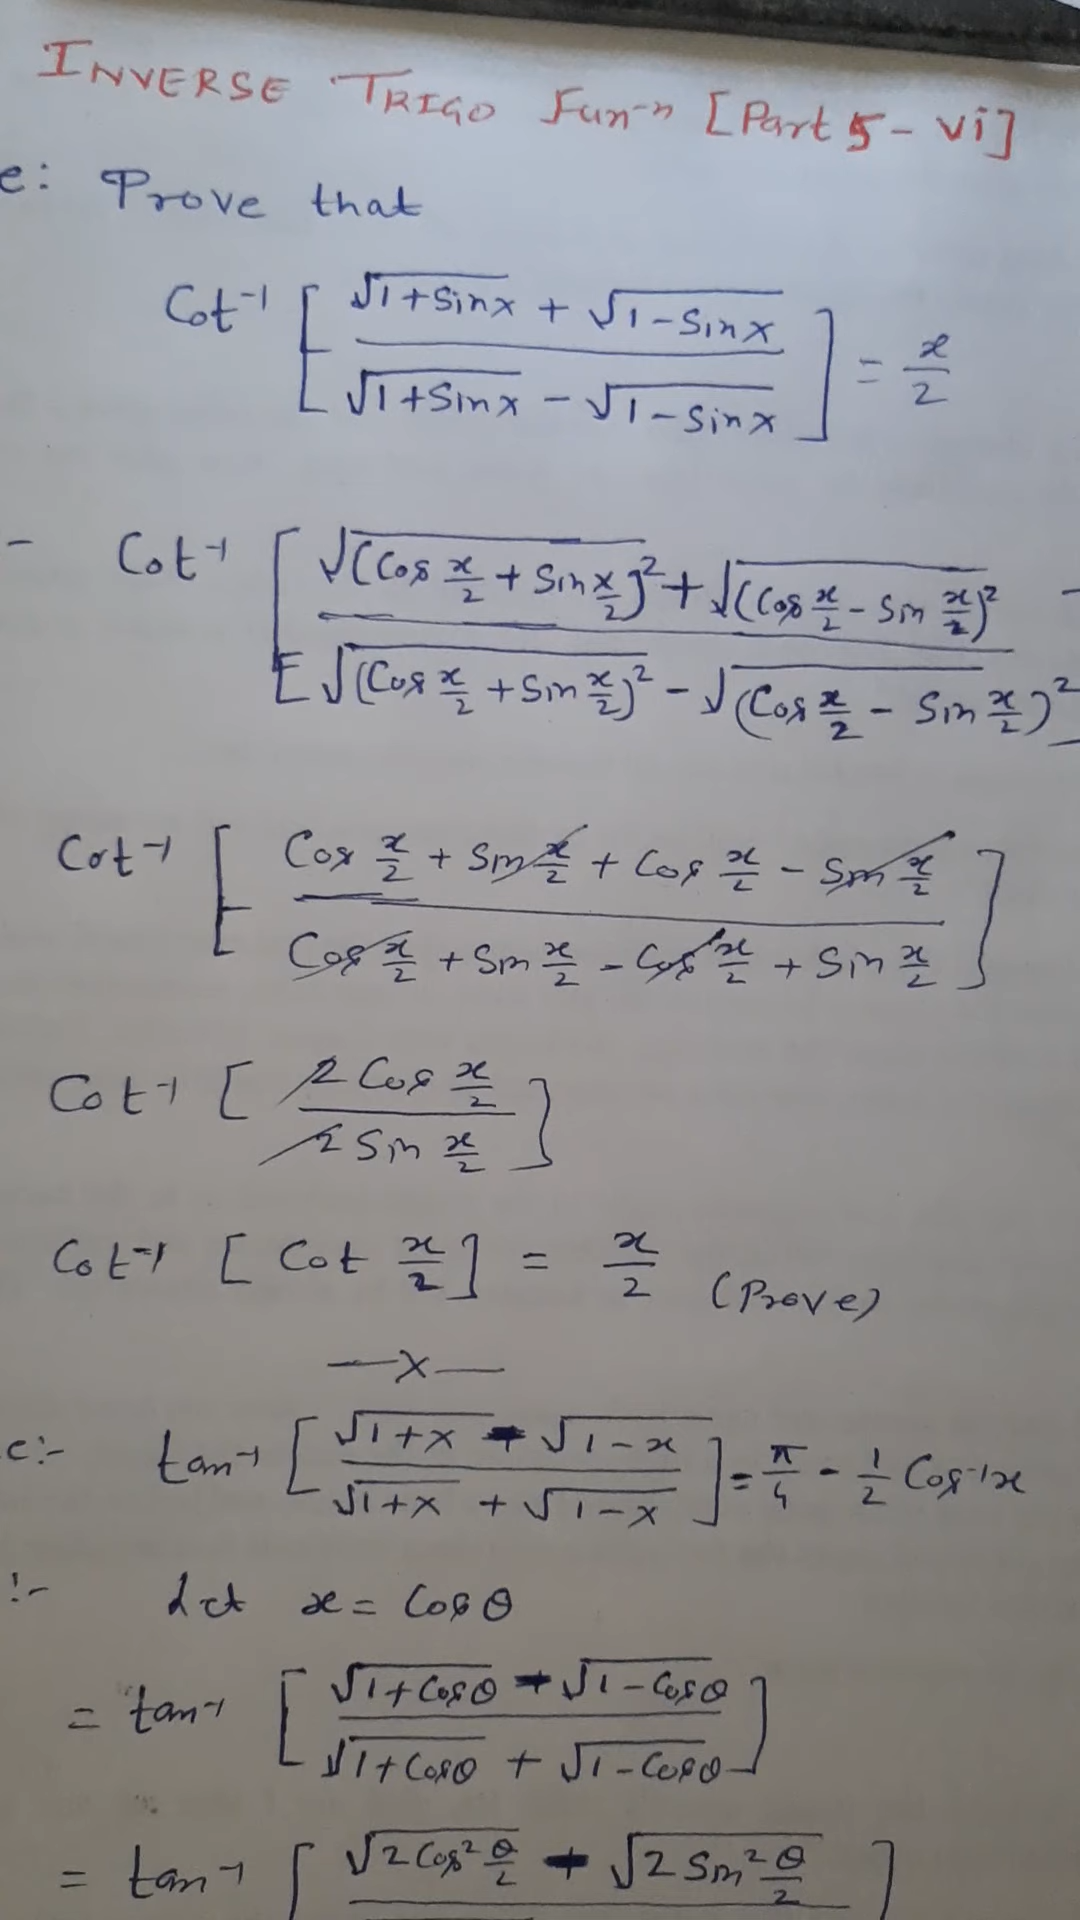 INVERSE TRIGO Fun-n [Part 5 - vi]
e: Prove that
Cot⁻¹ [ (√(1+Sinx) + √(1-Sinx)) / (√(1+Sinx) - √(1-Sinx)) ] = x/2
- Cot⁻¹ [ (√((Cos x/2 + Sin x/2)²) + √((Cos x/2 - Sin x/2)²)) / (√((Cos x/2 + Sin x/2)²) - √((Cos x/2 - Sin x/2)²)) ]
Cot⁻¹ [ (Cos x/2 + Sin x/2 + Cos x/2 - Sin x/2) / (Cos x/2 + Sin x/2 - Cos x/2 + Sin x/2) ]
Cot⁻¹ [ (2 Cos x/2) / (2 Sin x/2) ]
Cot⁻¹ [ Cot x/2 ] = x/2 (Prove)
—x—
e:- tan⁻¹ [ (√(1+x) - √(1-x)) / (√(1+x) + √(1-x)) ] = π/4 - 1/2 Cos⁻¹x
:- Let x = Cos θ
= tan⁻¹ [ (√(1+Cosθ) - √(1-Cosθ)) / (√(1+Cosθ) + √(1-Cosθ)) ]
= tan⁻¹ [ √(2Cos² θ/2) - √(2Sin² θ/2) ]